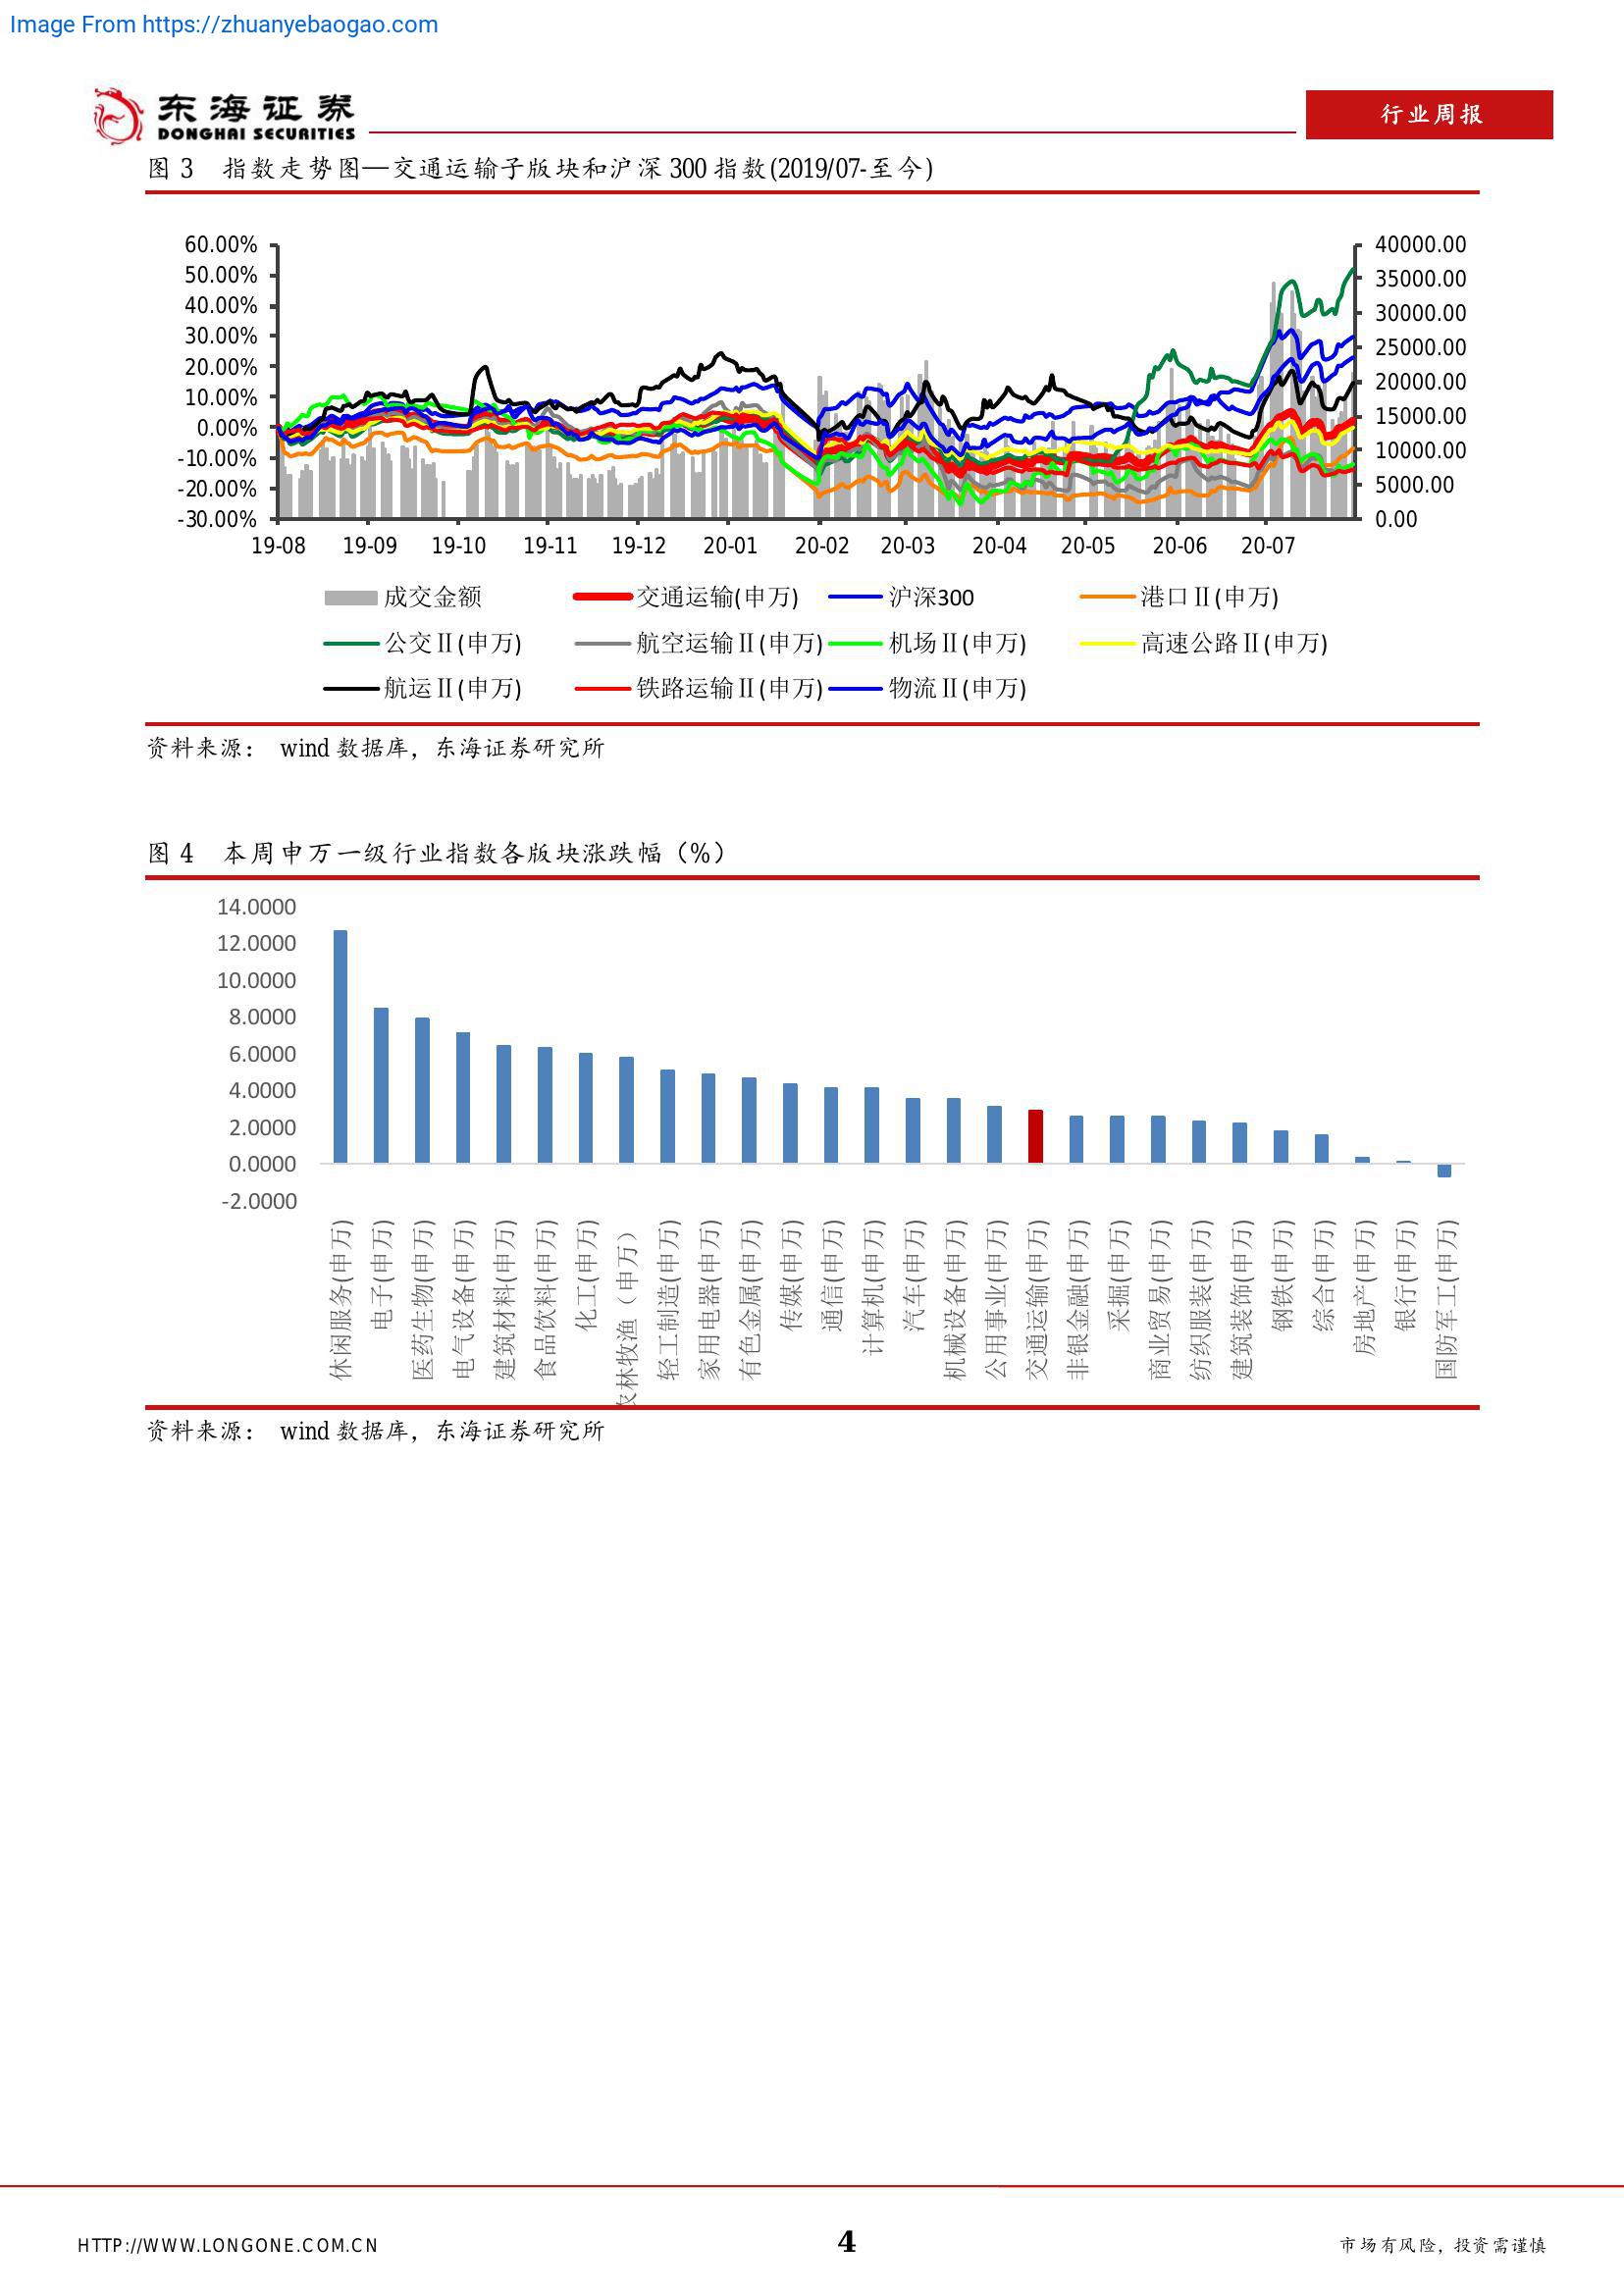 Image From https://zhuanyebaogao.com
东海证券
DONGHAI SECURITIES
行业周报
图 3 指数走势图—交通运输子版块和沪深 300 指数(2019/07-至今)
60.00%
50.00%
40.00%
30.00%
20.00%
10.00%
0.00%
-10.00%
-20.00%
-30.00%
40000.00
35000.00
30000.00
25000.00
20000.00
15000.00
10000.00
5000.00
0.00
19-08 19-09 19-10 19-11 19-12 20-01 20-02 20-03 20-04 20-05 20-06 20-07
成交金额 交通运输(申万) 沪深300 港口Ⅱ(申万)
公交Ⅱ(申万) 航空运输Ⅱ(申万) 机场Ⅱ(申万) 高速公路Ⅱ(申万)
航运Ⅱ(申万) 铁路运输Ⅱ(申万) 物流Ⅱ(申万)
资料来源： wind 数据库，东海证券研究所
图 4 本周申万一级行业指数各版块涨跌幅（%）
14.0000
12.0000
10.0000
8.0000
6.0000
4.0000
2.0000
0.0000
-2.0000
休闲服务(申万)
电子(申万)
医药生物(申万)
电气设备(申万)
建筑材料(申万)
食品饮料(申万)
化工(申万)
农林牧渔（申万）
轻工制造(申万)
家用电器(申万)
有色金属(申万)
传媒(申万)
通信(申万)
计算机(申万)
汽车(申万)
机械设备(申万)
公用事业(申万)
交通运输(申万)
非银金融(申万)
采掘(申万)
商业贸易(申万)
纺织服装(申万)
建筑装饰(申万)
钢铁(申万)
综合(申万)
房地产(申万)
银行(申万)
国防军工(申万)
资料来源： wind 数据库，东海证券研究所
HTTP://WWW.LONGONE.COM.CN
4
市场有风险，投资需谨慎